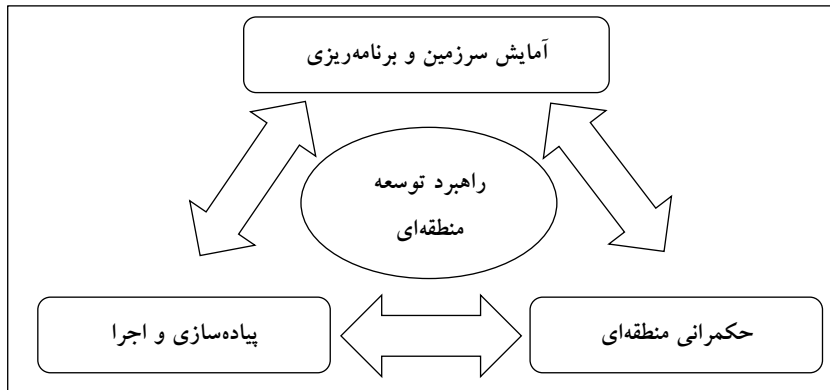 آمایش سرزمین و برنامه‌ریزی
راهبرد توسعه
منطقه‌ای
حکمرانی منطقه‌ای
پیاده‌سازی و اجرا